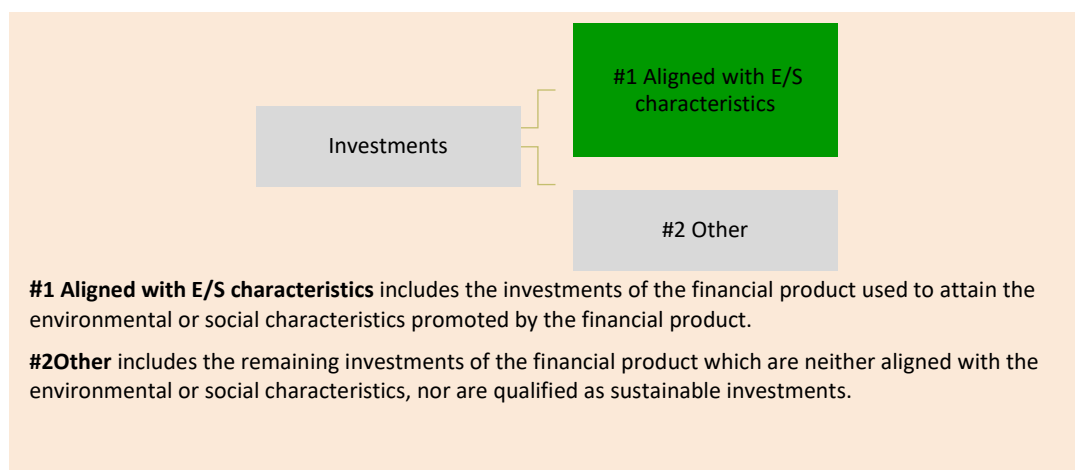 #1 Aligned with E/S
characteristics
Investments
#2 Other
#1 Aligned with E/S characteristics includes the investments of the financial product used to attain the
environmental or social characteristics promoted by the financial product.
#2Other includes the remaining investments of the financial product which are neither aligned with the
environmental or social characteristics, nor are qualified as sustainable investments.